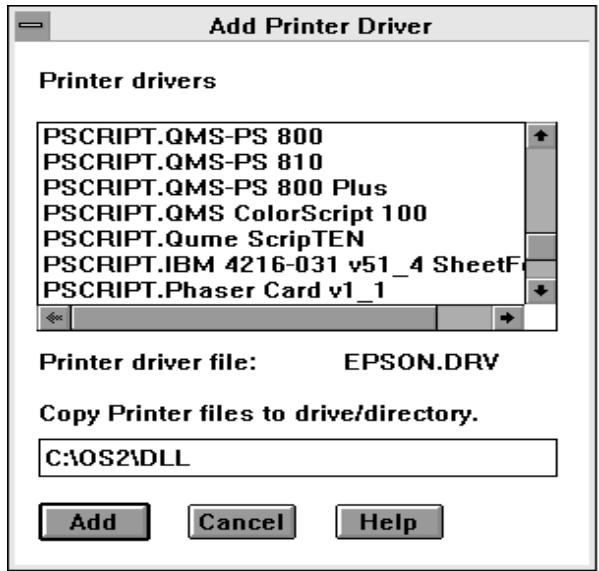 Add Printer Driver
Printer drivers
PSCRIPT.QMS-PS 800
PSCRIPT.QMS-PS 810
PSCRIPT.QMS-PS 800 Plus
PSCRIPT.QMS ColorScript 100
PSCRIPT.Qume ScripTEN
PSCRIPT.IBM 4216-031 v51_4 SheetF
PSCRIPT.Phaser Card v1_1
Printer driver file: EPSON.DRV
Copy Printer files to drive/directory.
C:\OS2\DLL
Add Cancel Help